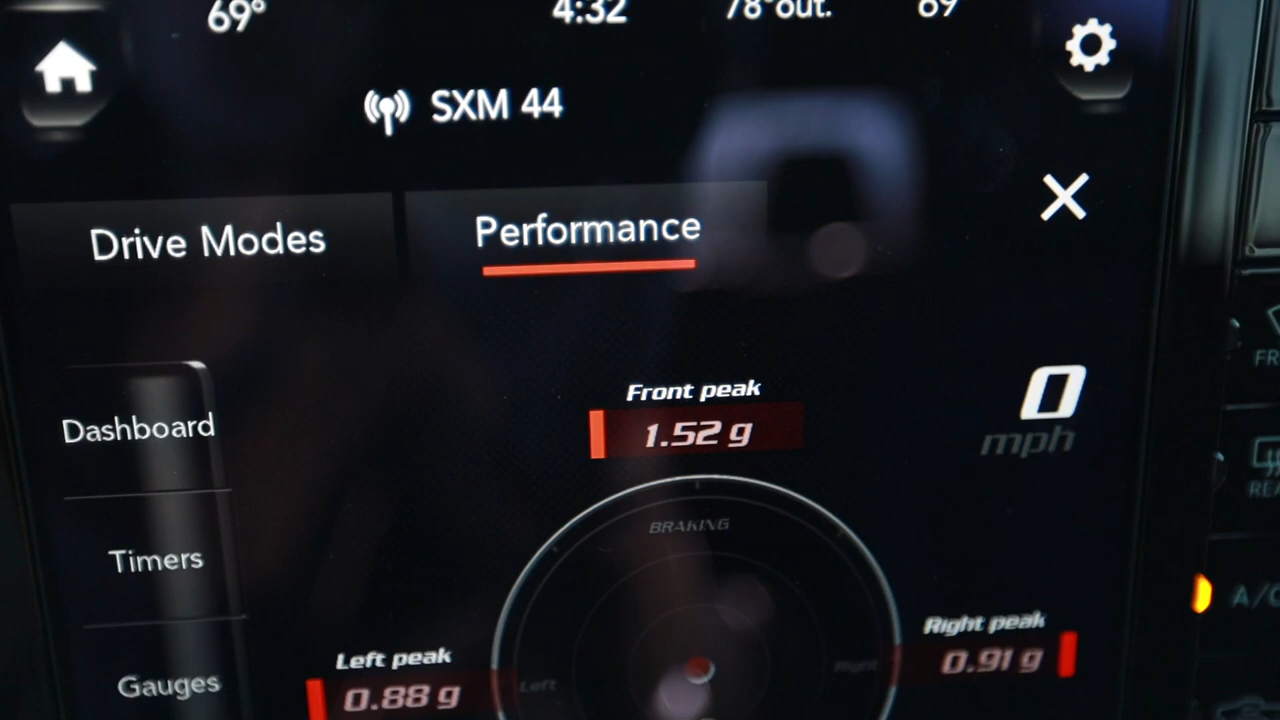 69° 4:32 78°out. 69
SXM 44
Drive Modes Performance
Front peak
1.52 g
0
mph
Dashboard
BRAKING
Timers
Gauges
Left peak
0.88 g
Left
Right
Right peak
0.91 g
A/C